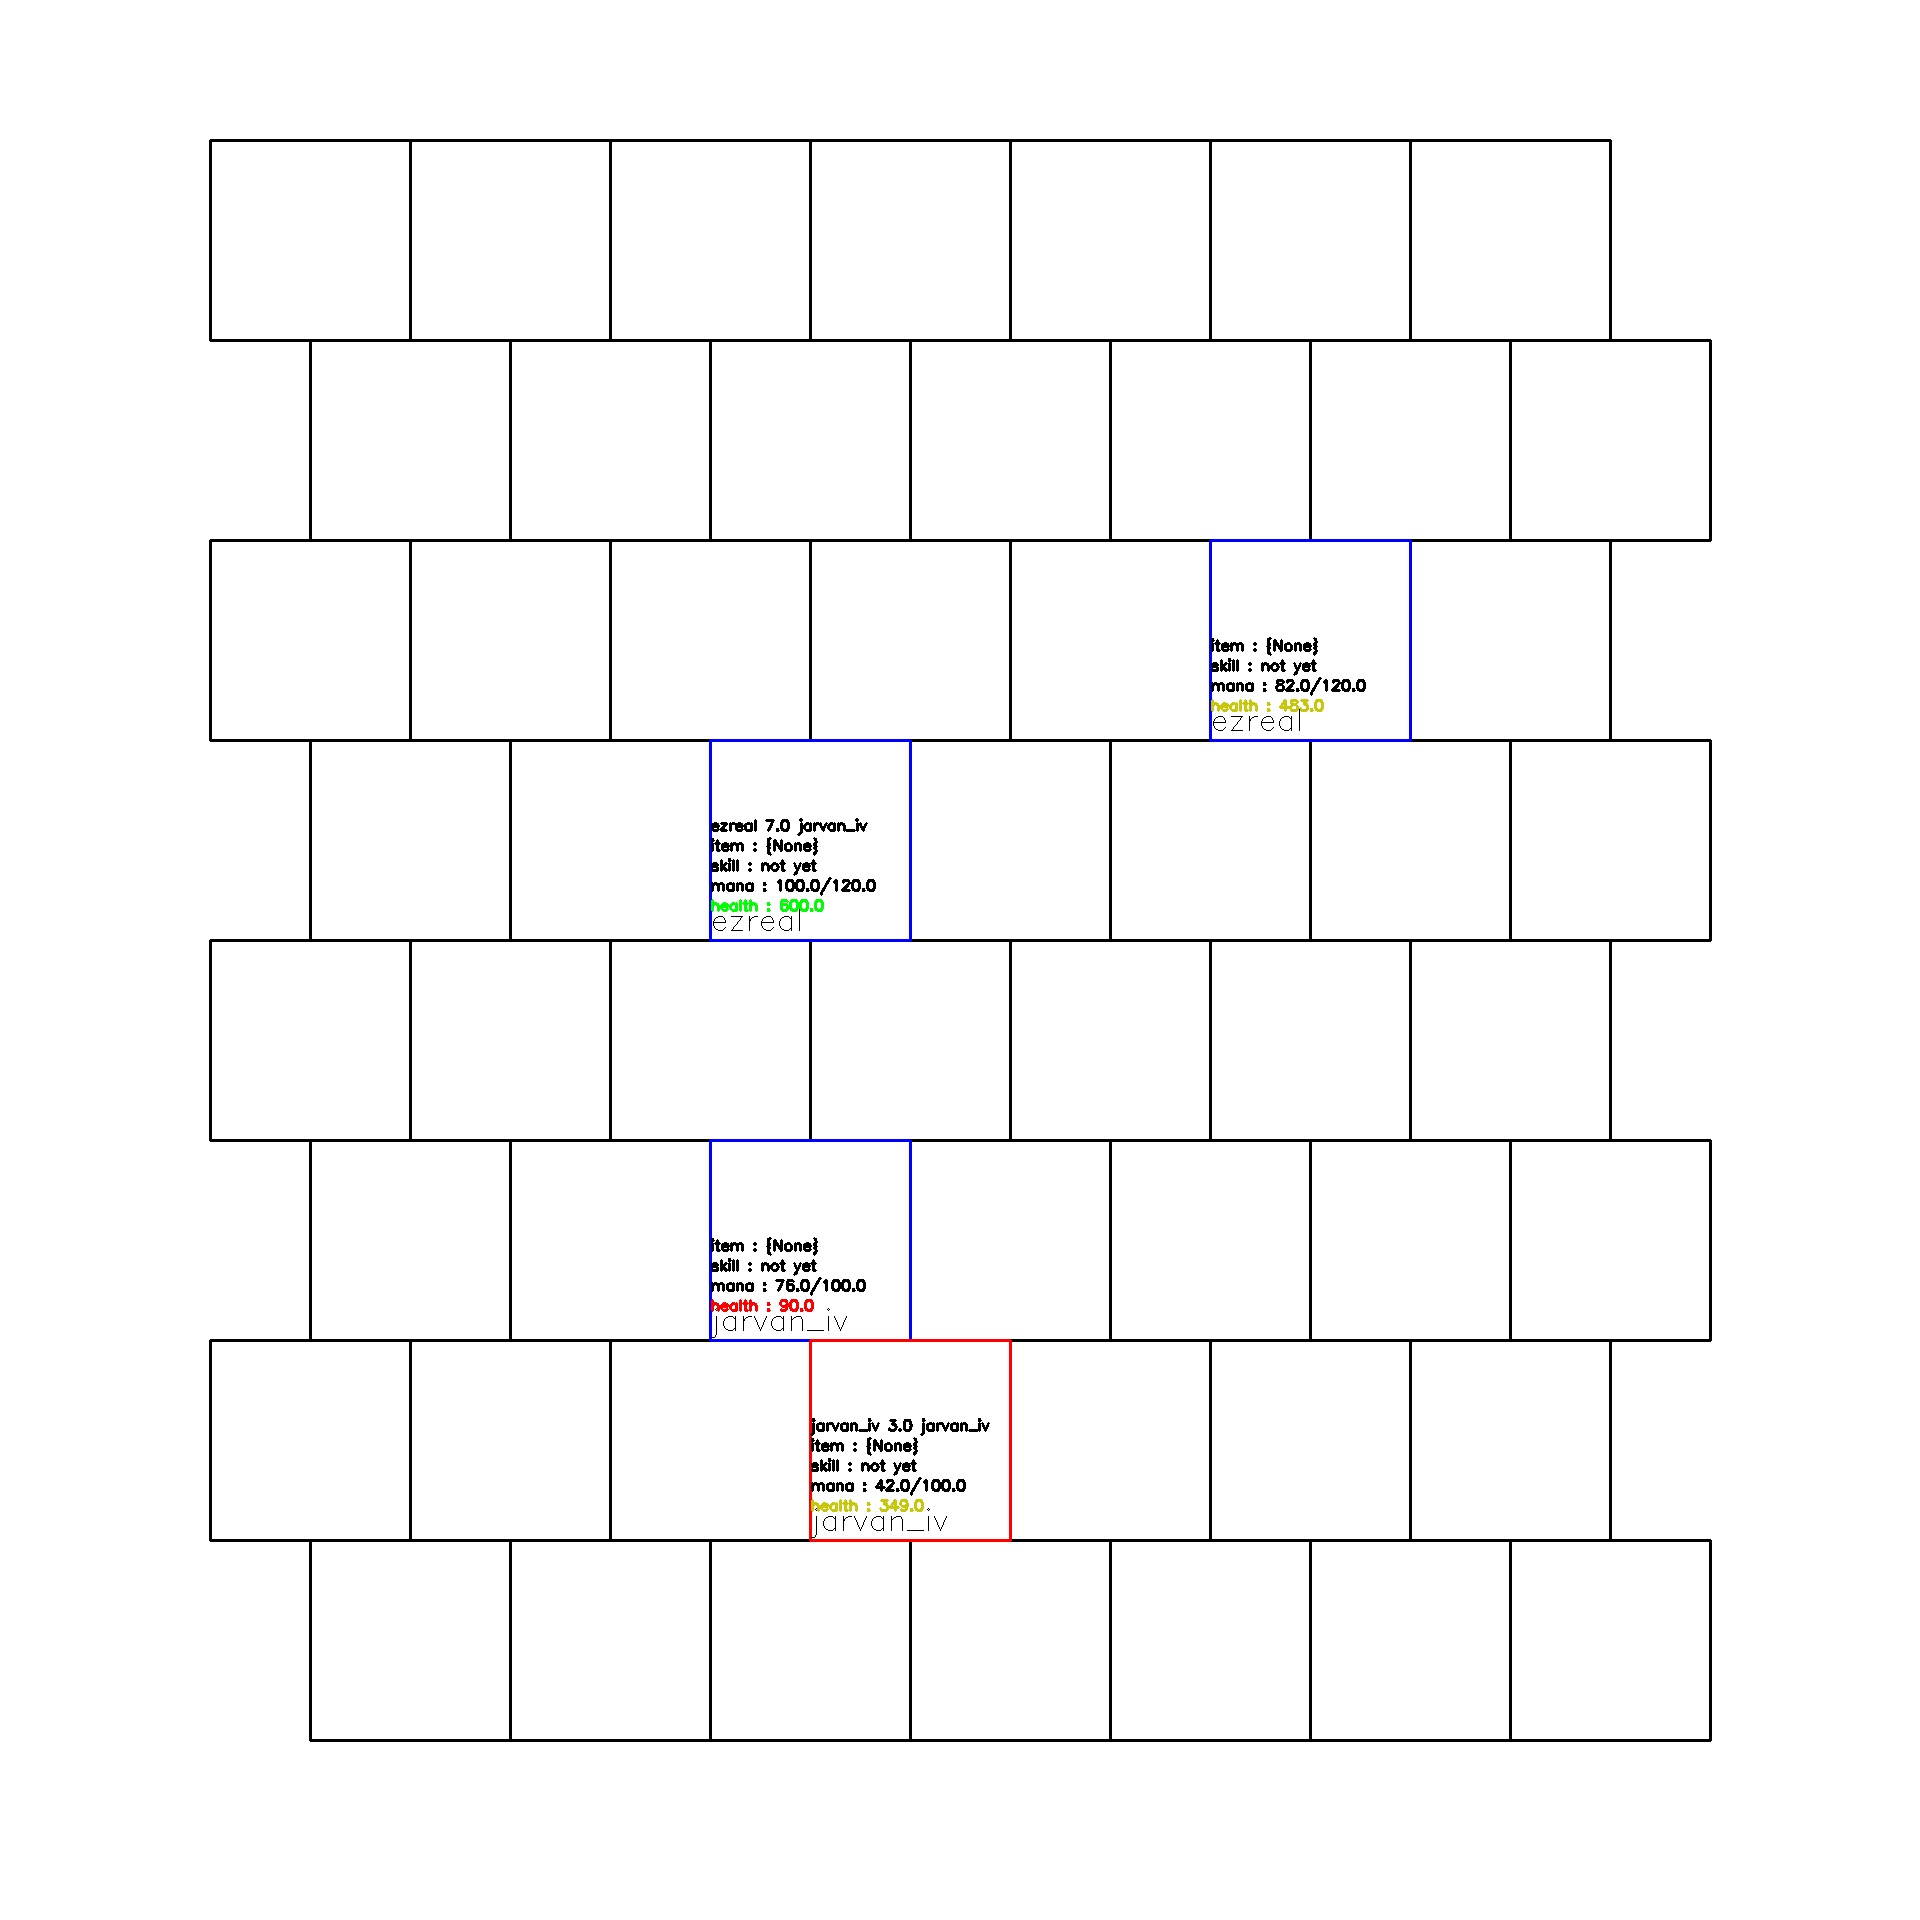 item : {None}
skill : not yet
mana : 82.0/120.0
health : 483.0
ezreal
ezreal 7.0 jarvan_iv
item : {None}
skill : not yet
mana : 100.0/120.0
health : 600.0
ezreal
item : {None}
skill : not yet
mana : 76.0/100.0
health : 90.0
jarvan_iv
jarvan_iv 3.0 jarvan_iv
item : {None}
skill : not yet
mana : 42.0/100.0
health : 349.0
jarvan_iv